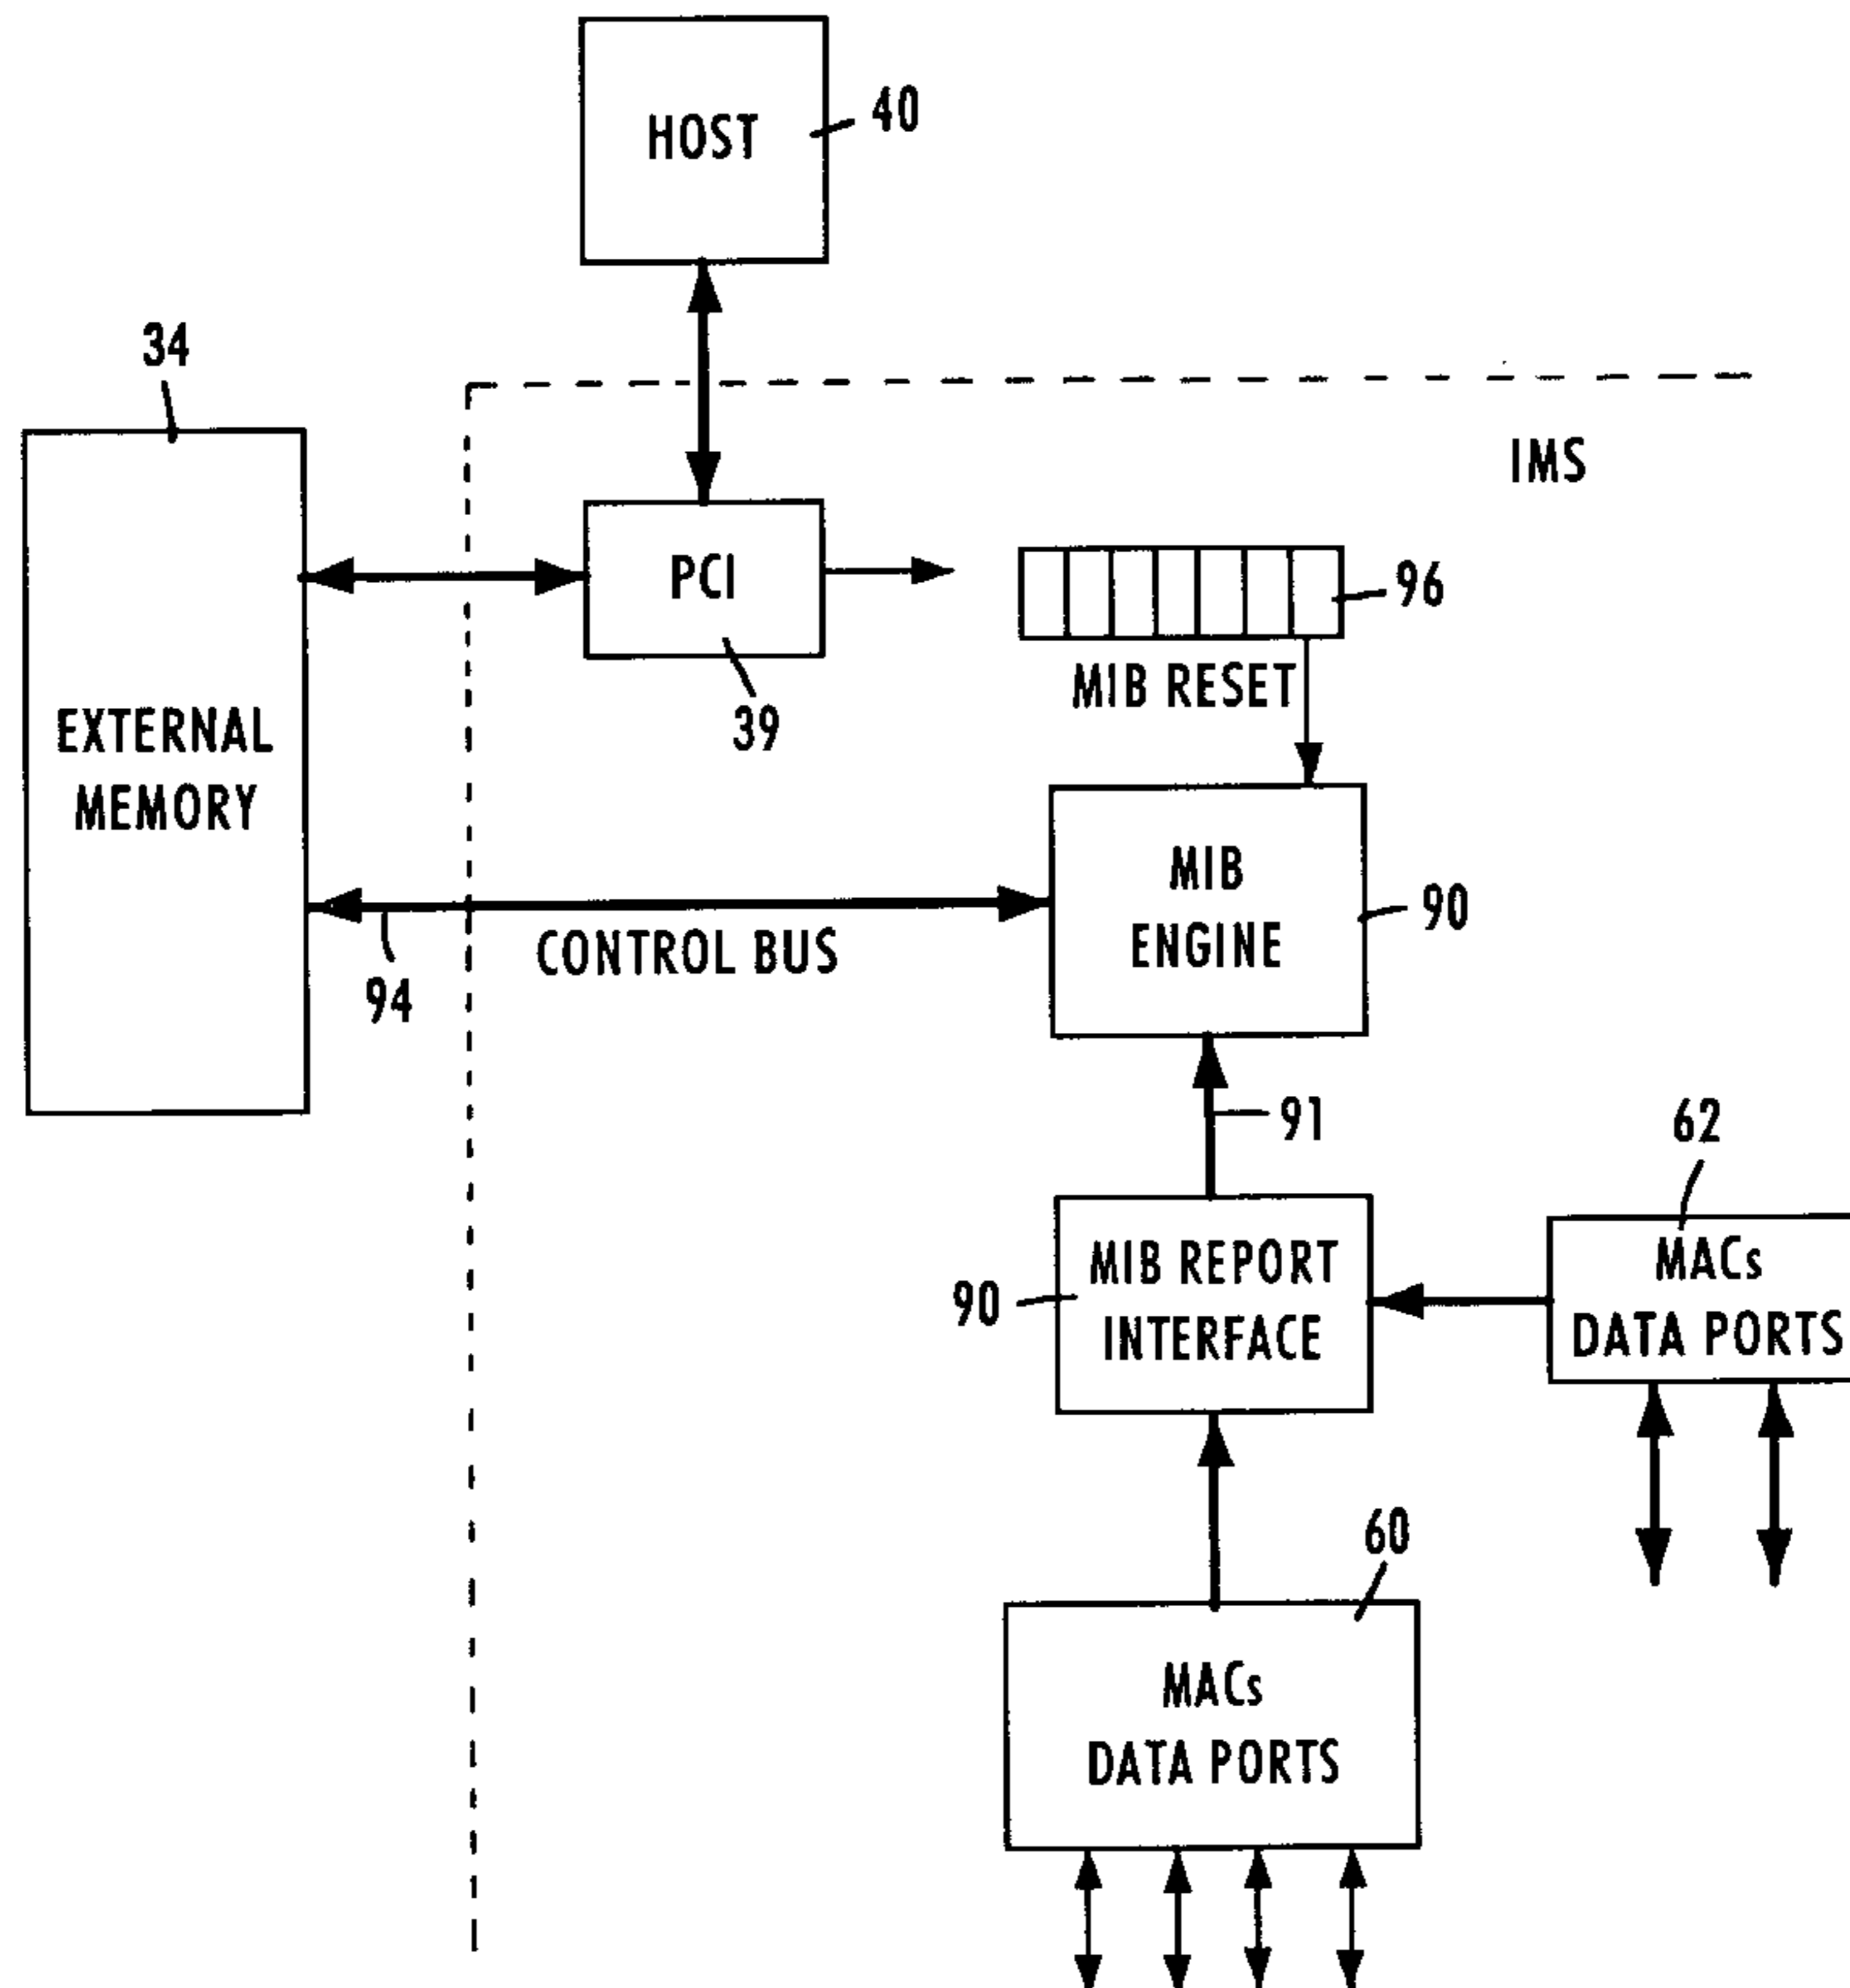 HOST
40
34
IMS
PCI
39
96
MIB RESET
EXTERNAL
MEMORY
MIB
ENGINE
90
CONTROL BUS
94
91
62
MIB REPORT
INTERFACE
90
MACs
DATA PORTS
60
MACs
DATA PORTS